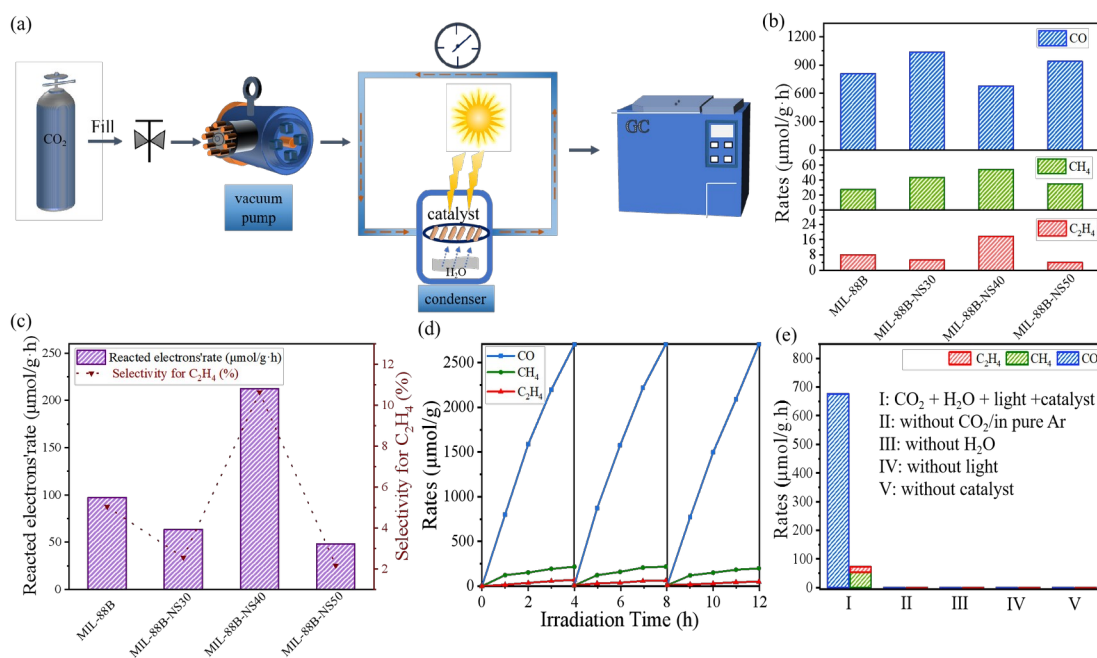 (a)
CO₂
Fill
vacuum
pump
catalyst
H₂O
condenser
GC
(b)
Rates (μmol/g·h)
1200
900
600
300
0
CO
60
40
20
0
CH₄
24
16
8
0
C₂H₄
MIL-88B
MIL-88B-NS30
MIL-88B-NS40
MIL-88B-NS50
(c)
Reacted electrons'rate (μmol/g·h)
250
200
150
100
50
0
Reacted electrons'rate (μmol/g·h)
Selectivity for C₂H₄ (%)
12
10
8
6
4
2
Selectivity for C₂H₄ (%)
MIL-88B
MIL-88B-NS30
MIL-88B-NS40
MIL-88B-NS50
(d)
Rates (μmol/g)
2500
2000
1500
1000
500
250
0
CO
CH₄
C₂H₄
0 2 4 6 8 10 12
Irradiation Time (h)
(e)
Rates (μmol/g.h)
800
700
600
500
400
300
200
100
0
C₂H₄ CH₄ CO
I: CO₂ + H₂O + light +catalyst
II: without CO₂/in pure Ar
III: without H₂O
IV: without light
V: without catalyst
I II III IV V